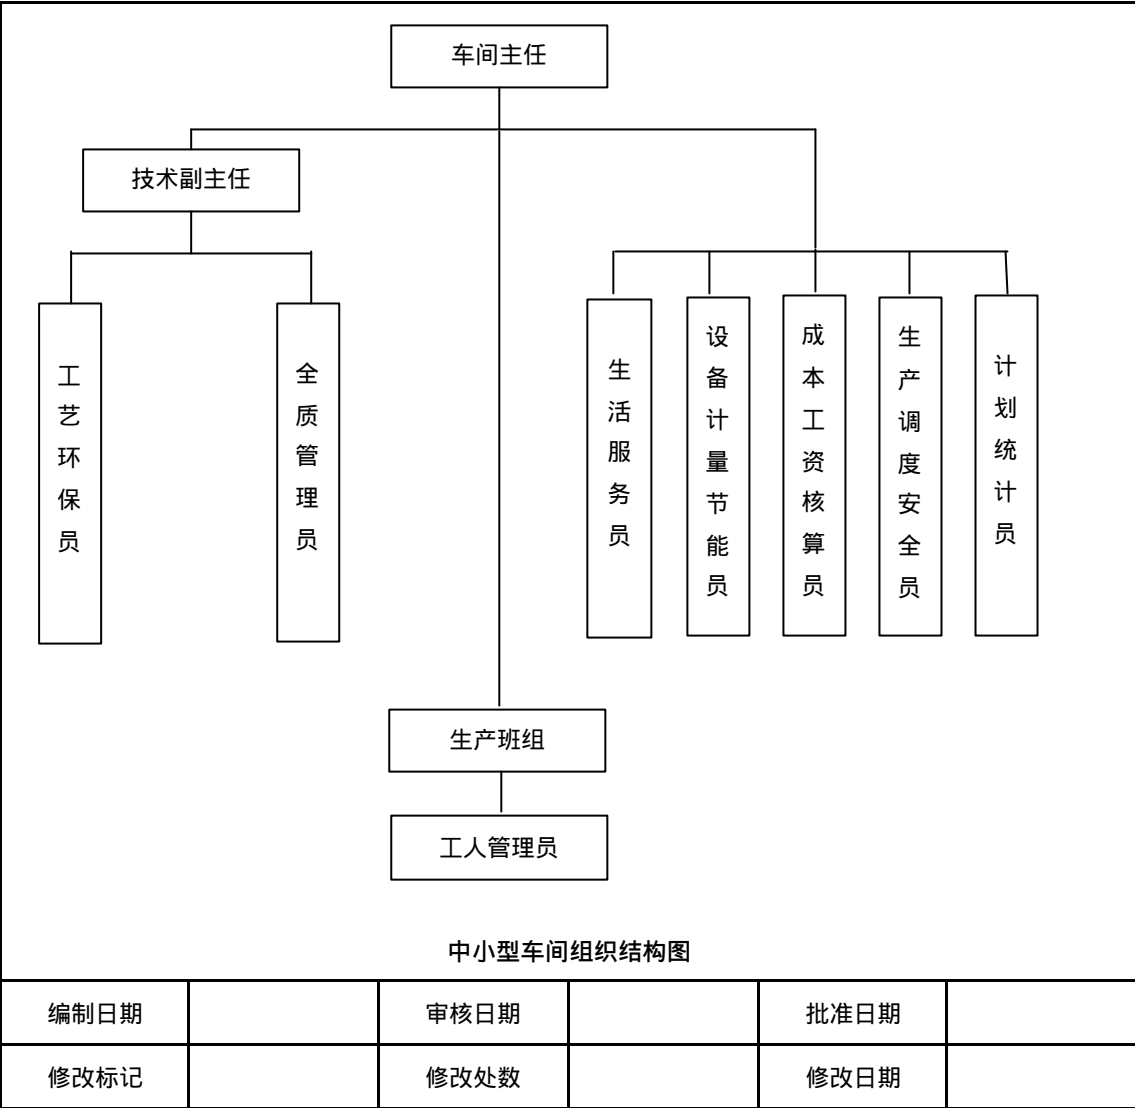 车间主任
技术副主任
工艺环保员
全质管理员
生活服务员
设备计量节能员
成本工资核算员
生产调度安全员
计划统计员
生产班组
工人管理员
中小型车间组织结构图
编制日期 审核日期 批准日期
修改标记 修改处数 修改日期